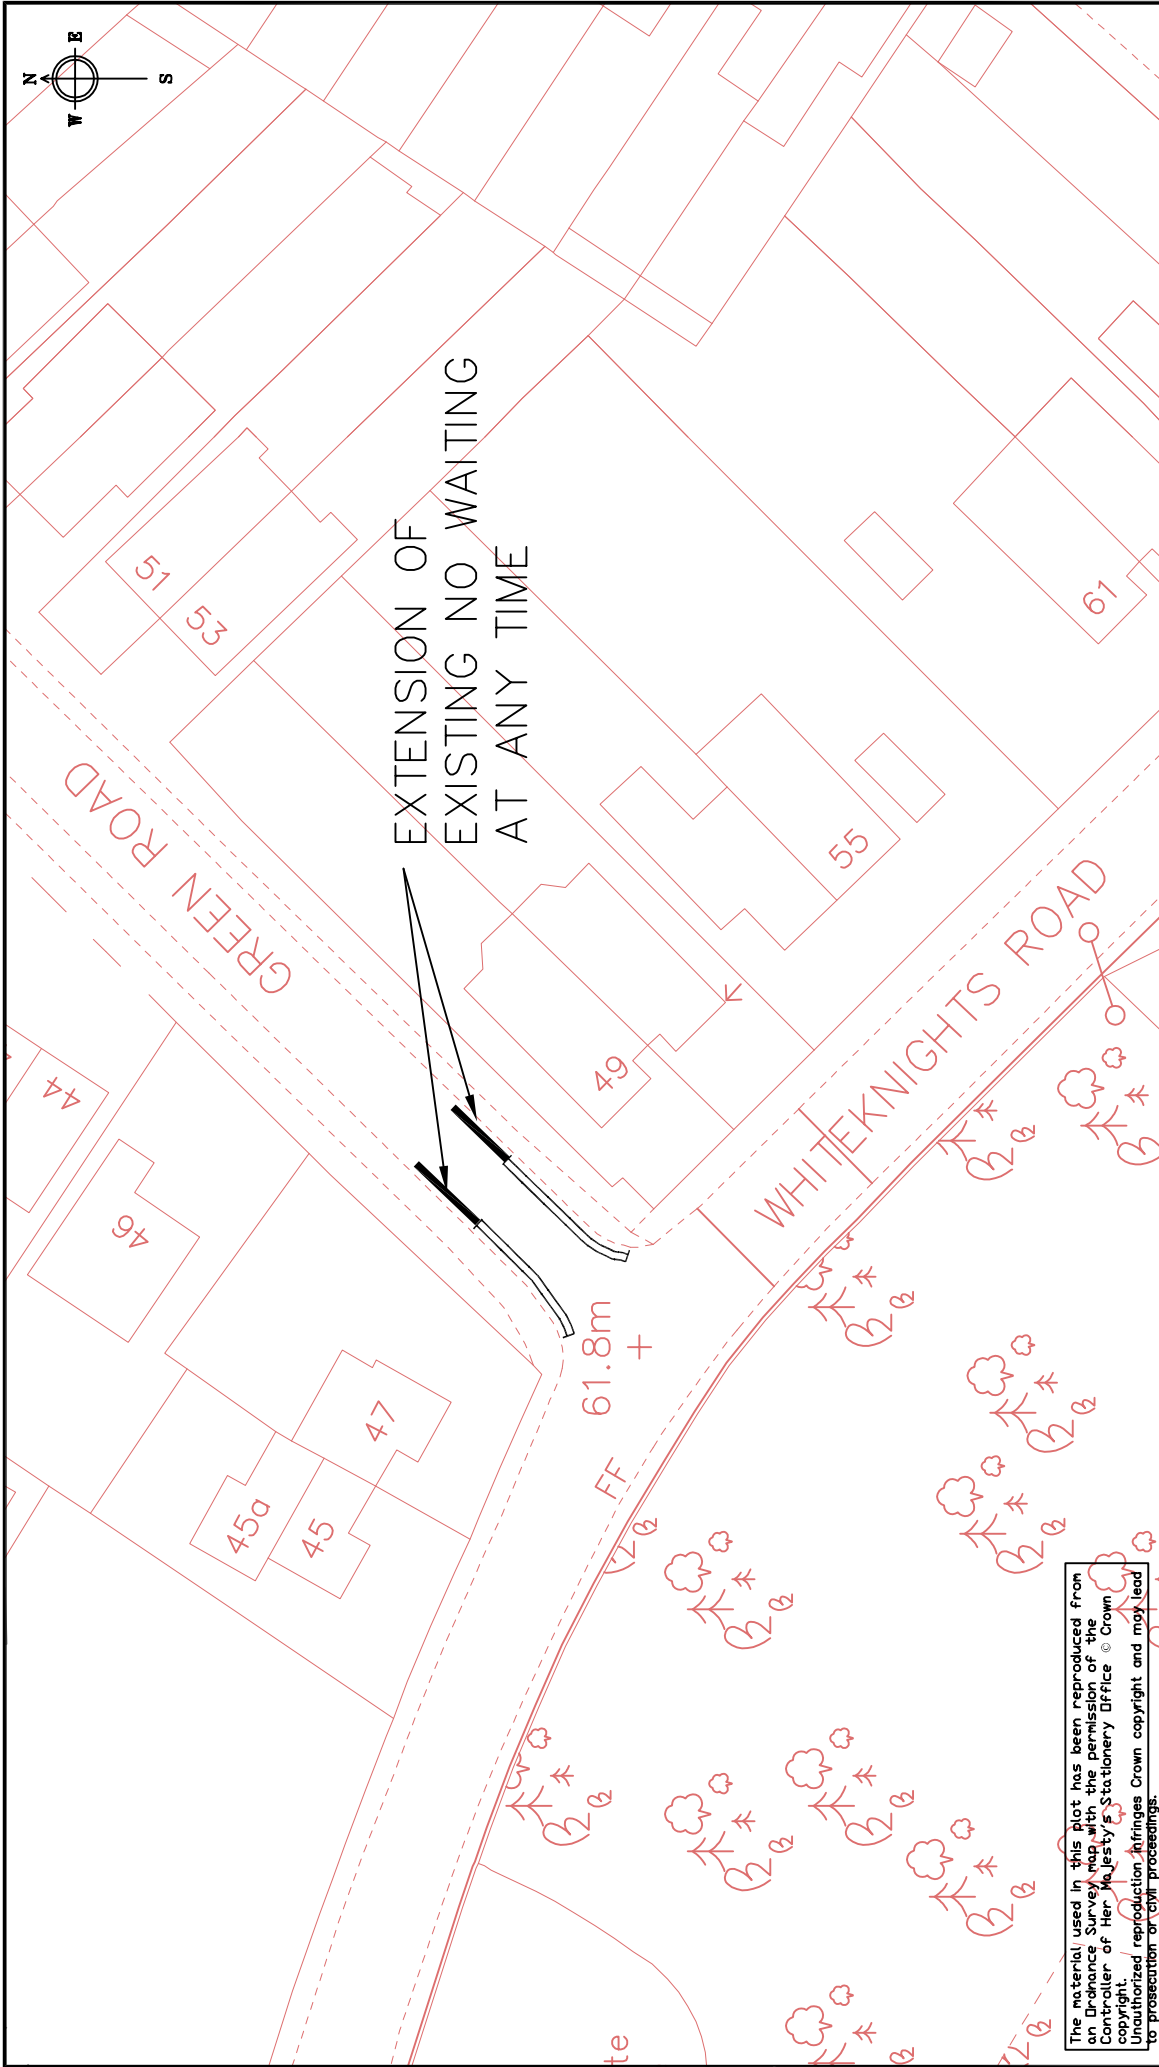 N
W
E
S
EXTENSION OF
EXISTING NO WAITING
AT ANY TIME
GREEN ROAD
WHITEKNIGHTS ROAD
51
53
44
46
47
45a
45
49
55
61
61.8m
FF
te
The material used in this plot has been reproduced from
an Ordnance Survey map with the permission of the
Controller of Her Majesty's Stationery Office © Crown
copyright.
Unauthorized reproduction infringes Crown copyright and may lead
to prosecution or civil proceedings.